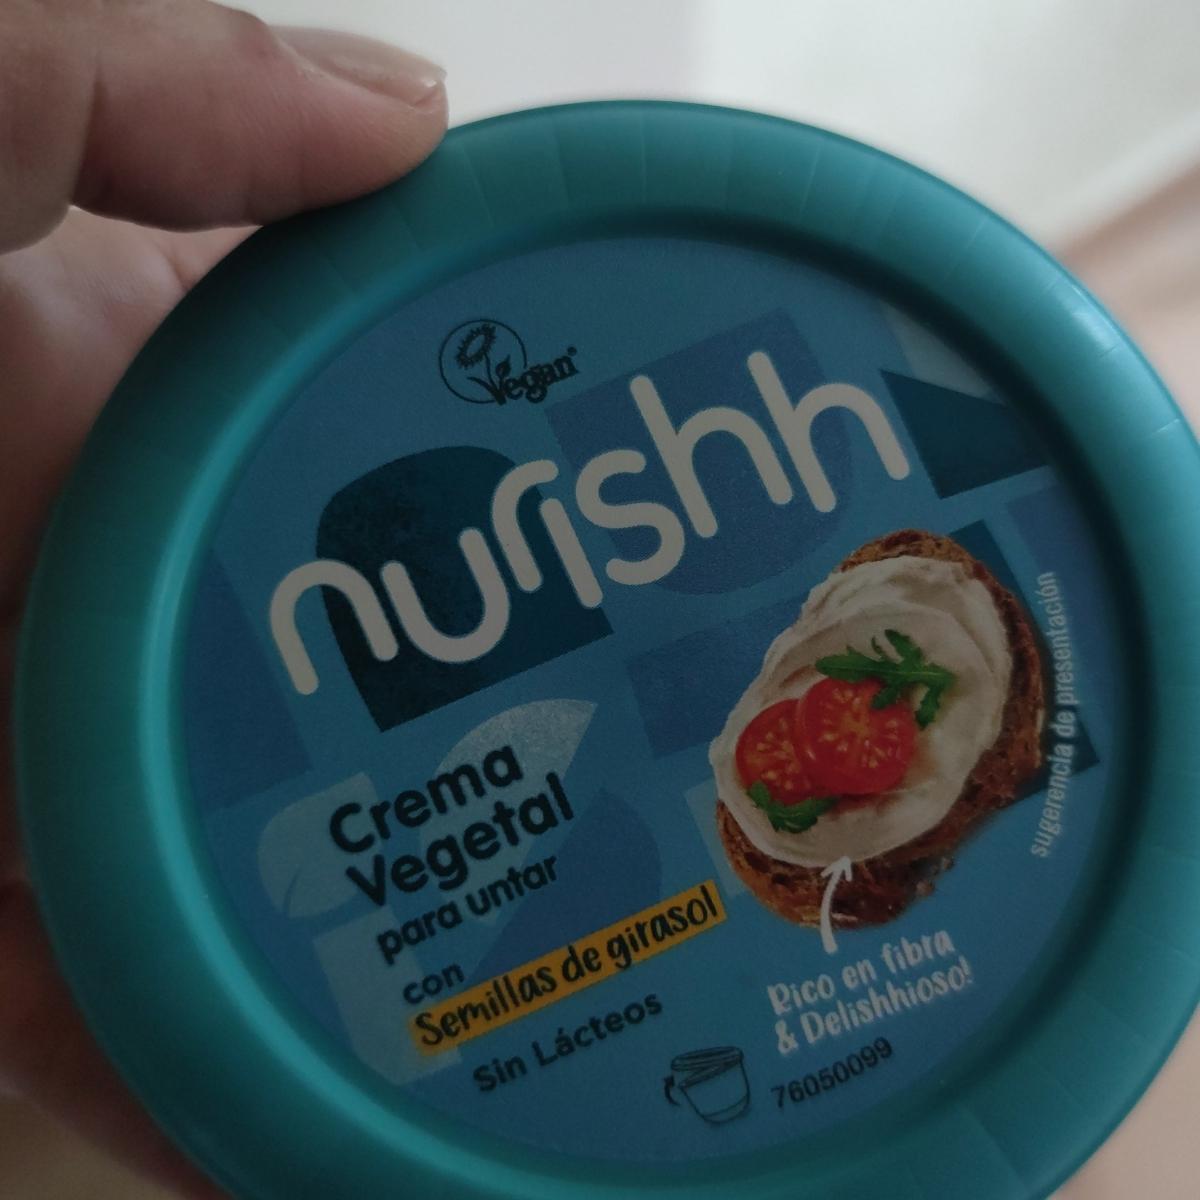 Vegan®
nurishh
Crema
Vegetal
para untar
con
Semillas de girasol
Sin Lácteos
sugerencia de presentación
Rico en fibra
& Delishhioso!
76050099